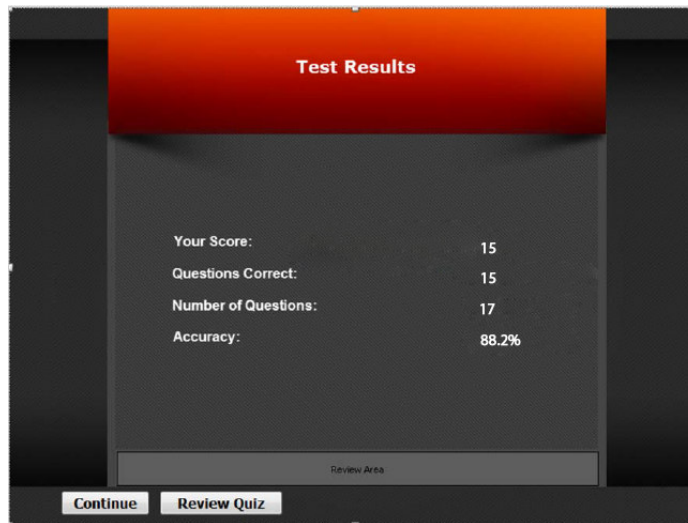 Test Results
Your Score: 15
Questions Correct: 15
Number of Questions: 17
Accuracy: 88.2%
Review Area
Continue Review Quiz